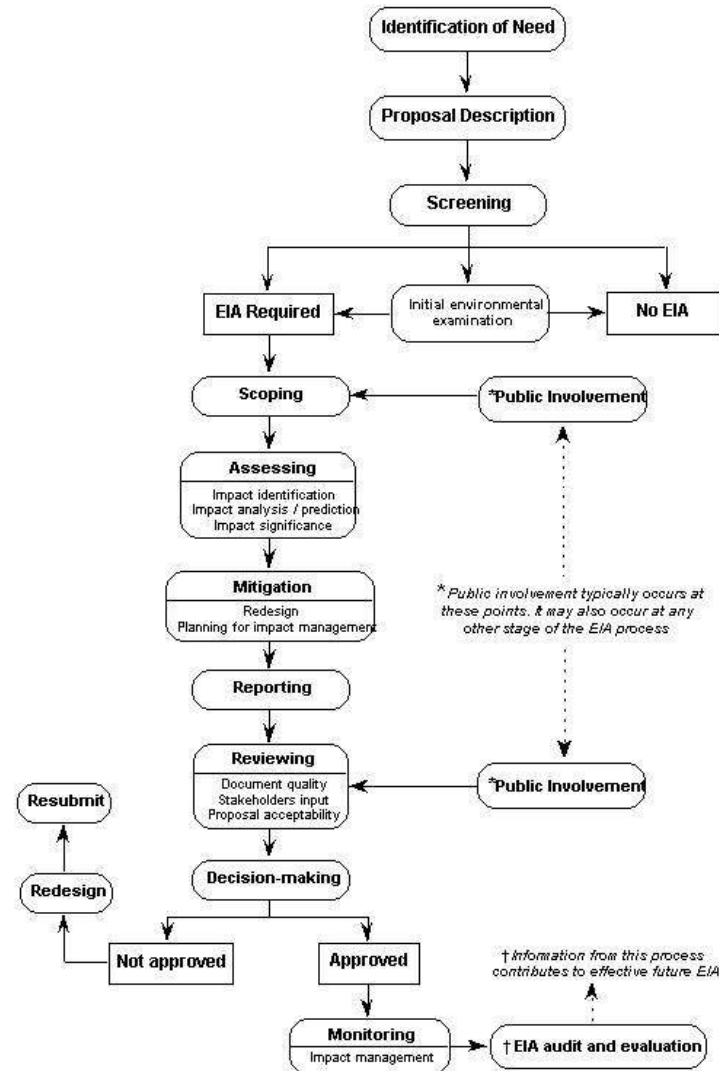 Identification of Need
Proposal Description
Screening
EIA Required
Initial environmental
examination
No EIA
Scoping
*Public Involvement
Assessing
Impact identification
Impact analysis / prediction
Impact significance
Mitigation
Redesign
Planning for impact management
* Public involvement typically occurs at
these points. It may also occur at any
other stage of the EIA process
Reporting
Reviewing
Document quality
Stakeholders input
Proposal acceptability
*Public Involvement
Resubmit
Redesign
Decision-making
Not approved
Approved
† Information from this process
contributes to effective future EIA
Monitoring
Impact management
†EIA audit and evaluation